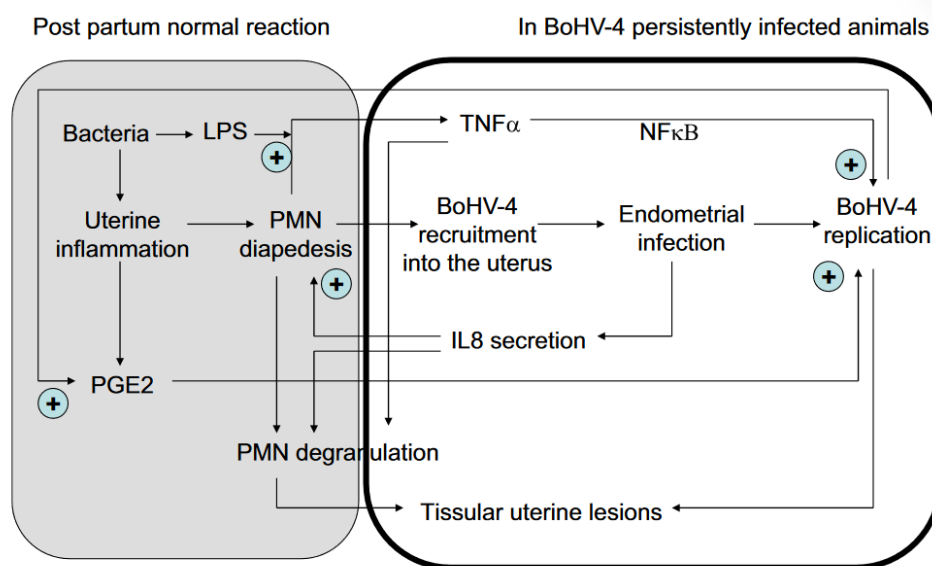 Post partum normal reaction
In BoHV-4 persistently infected animals
Bacteria
LPS
+
TNFα
NFκB
+
Uterine
inflammation
PMN
diapedesis
+
BoHV-4
recruitment
into the uterus
Endometrial
infection
BoHV-4
replication
+
IL8 secretion
PGE2
+
PMN degranulation
Tissular uterine lesions